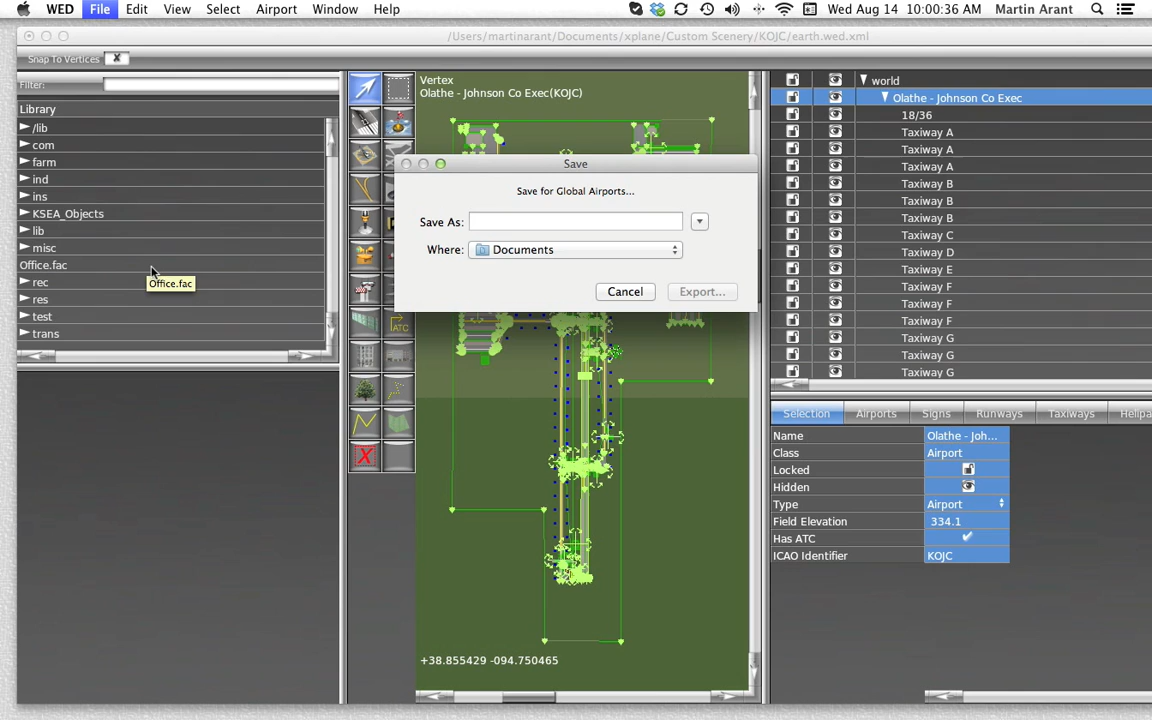 WED File Edit View Select Airport Window Help Wed Aug 14 10:00:36 AM Martin Arant
/Users/martinarant/Documents/xplane/Custom Scenery/KOJC/earth.wed.xml
Snap To Vertices X
Filter:
Library
/lib
com
farm
ind
ins
KSEA_Objects
lib
misc
Office.fac
Office.fac
rec
res
test
trans
Vertex
Olathe - Johnson Co Exec(KOJC)
ATC
X
+38.855429 -094.750465
Save
Save for Global Airports...
Save As:
Where: Documents
Cancel Export...
world
Olathe - Johnson Co Exec
18/36
Taxiway A
Taxiway A
Taxiway A
Taxiway B
Taxiway B
Taxiway B
Taxiway C
Taxiway D
Taxiway E
Taxiway F
Taxiway F
Taxiway F
Taxiway G
Taxiway G
Taxiway G
Selection Airports Signs Runways Taxiways Helipa
Name Olathe - Joh...
Class Airport
Locked
Hidden
Type Airport
Field Elevation 334.1
Has ATC
ICAO Identifier KOJC